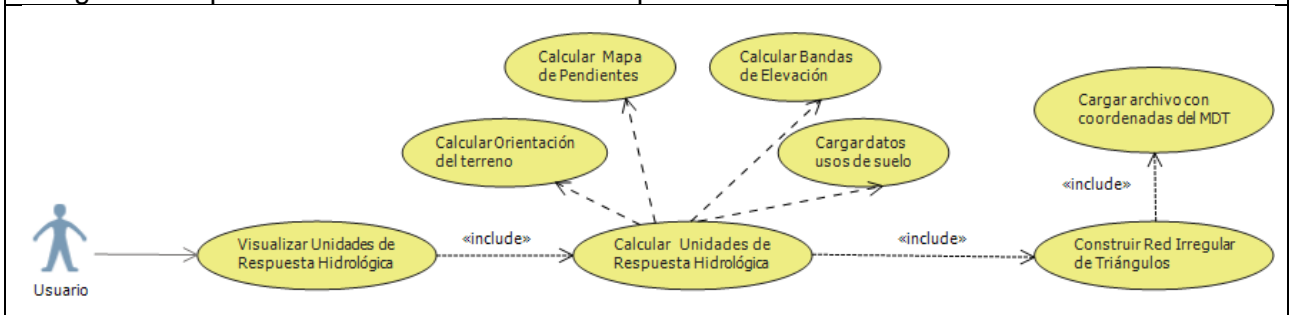 Calcular Mapa
de Pendientes
Calcular Bandas
de Elevación
Cargar archivo con
coordenadas del MDT
Calcular Orientación
del terreno
Cargar datos
usos de suelo
«include»
Visualizar Unidades de
Respuesta Hidrológica
«include»
Calcular Unidades de
Respuesta Hidrológica
«include»
Construir Red Irregular
de Triángulos
Usuario